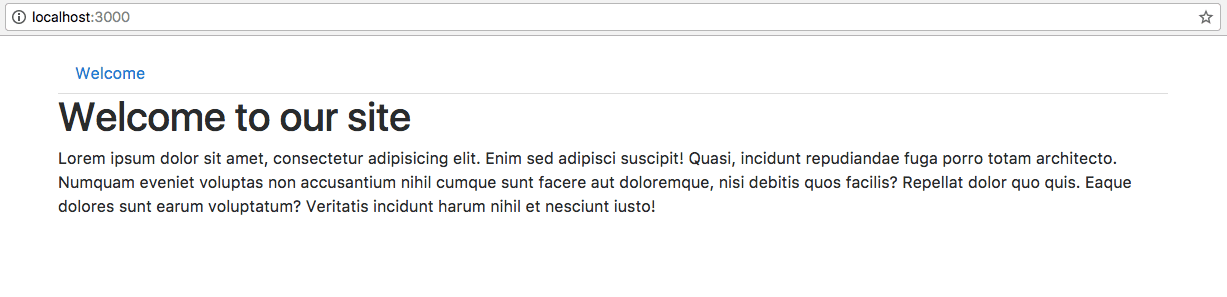 localhost:3000
Welcome
Welcome to our site
Lorem ipsum dolor sit amet, consectetur adipisicing elit. Enim sed adipisci suscipit! Quasi, incidunt repudiandae fuga porro totam architecto.
Numquam eveniet voluptas non accusantium nihil cumque sunt facere aut doloremque, nisi debitis quos facilis? Repellat dolor quo quis. Eaque
dolores sunt earum voluptatum? Veritatis incidunt harum nihil et nesciunt iusto!